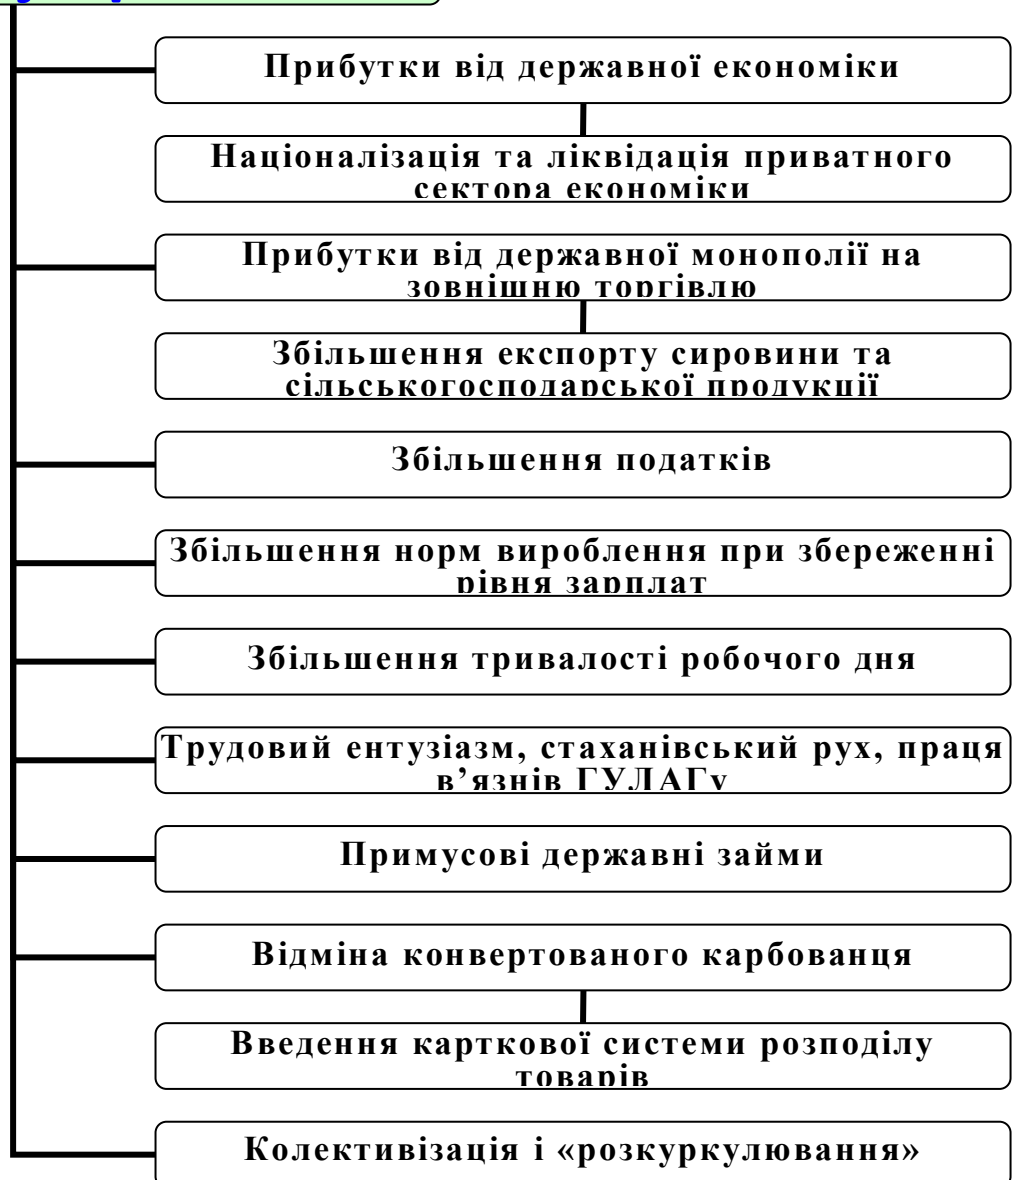 Прибутки від державної економіки
Націоналізація та ліквідація приватного
сектора економіки
Прибутки від державної монополії на
зовнішню торгівлю
Збільшення експорту сировини та
сільськогосподарської продукції
Збільшення податків
Збільшення норм вироблення при збереженні
рівня зарплат
Збільшення тривалості робочого дня
Трудовий ентузіазм, стаханівський рух, праця
в’язнів ГУЛАГу
Примусові державні займи
Відміна конвертованого карбованця
Введення карткової системи розподілу
товарів
Колективізація і «розкуркулювання»